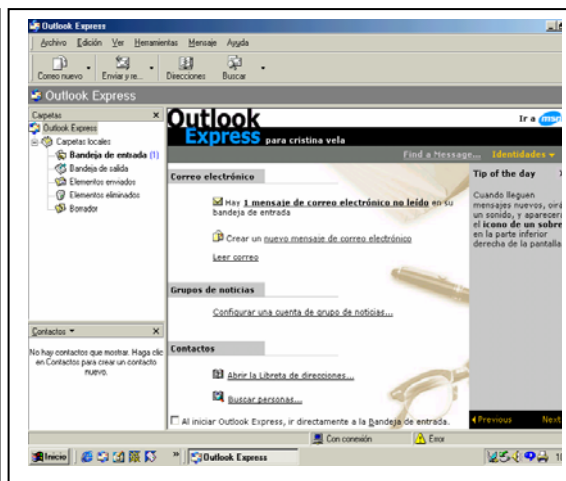 Outlook Express
Archivo Edición Ver Herramientas Mensaje Ayuda
Correo nuevo Enviar y re... Direcciones Buscar
Outlook Express
Carpetas
Outlook Express
Carpetas locales
Bandeja de entrada (1)
Bandeja de salida
Elementos enviados
Elementos eliminados
Borrador
Contactos
No hay contactos que mostrar. Haga clic
en Contactos para crear un contacto
nuevo.
Outlook
Express para cristina vela
Ir a msn
Find a Message... Identidades
Correo electrónico
Hay 1 mensaje de correo electrónico no leído en su
bandeja de entrada
Crear un nuevo mensaje de correo electrónico
Leer correo
Grupos de noticias
Configurar una cuenta de grupo de noticias...
Contactos
Abrir la Libreta de direcciones...
Buscar personas...
Al iniciar Outlook Express, ir directamente a la Bandeja de entrada.
Tip of the day
Cuando lleguen
mensajes nuevos, oirá
un sonido, y aparecerá
el icono de un sobre
en la parte inferior
derecha de la pantalla
Previous Next
Con conexión Error
Inicio Outlook Express